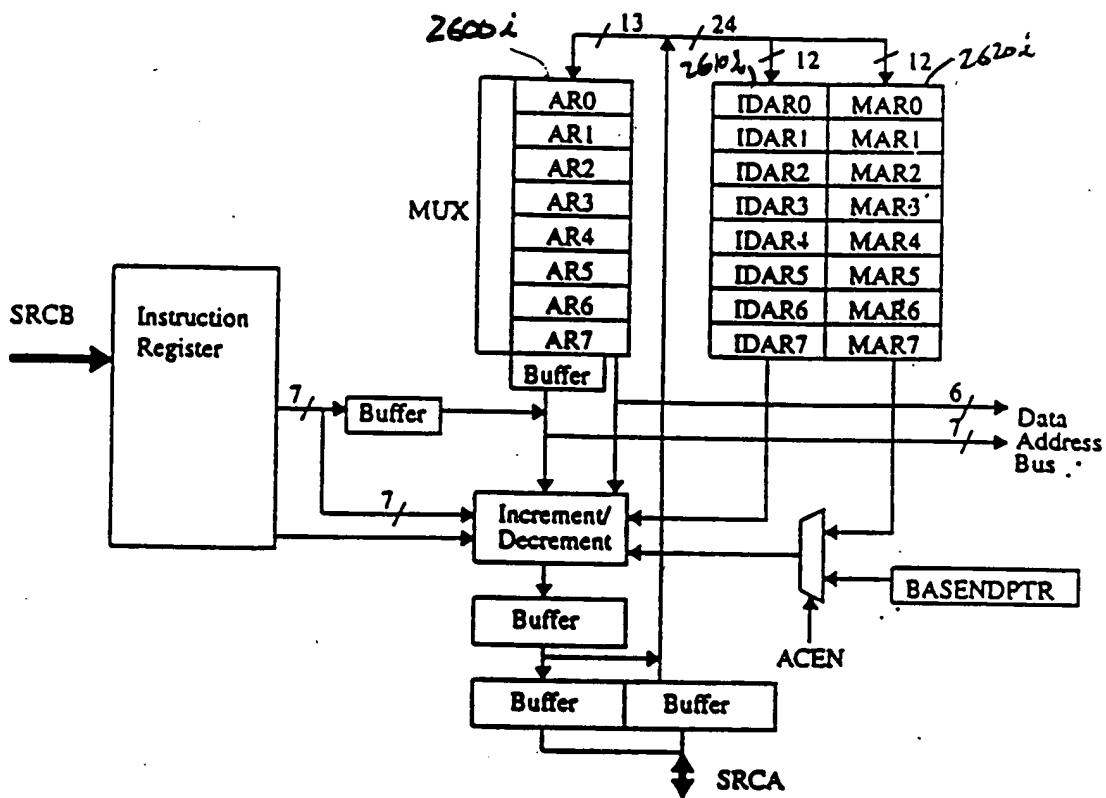 2600i
13
24
12
12
2610i
2620i
AR0
AR1
AR2
AR3
AR4
AR5
AR6
AR7
Buffer
MUX
IDAR0
MAR0
IDAR1
MAR1
IDAR2
MAR2
IDAR3
MAR3
IDAR4
MAR4
IDAR5
MAR5
IDAR6
MAR6
IDAR7
MAR7
SRCB
Instruction
Register
7
Buffer
6
7
Data
Address
Bus
7
Increment/
Decrement
BASENDPTR
ACEN
Buffer
Buffer
Buffer
SRCA